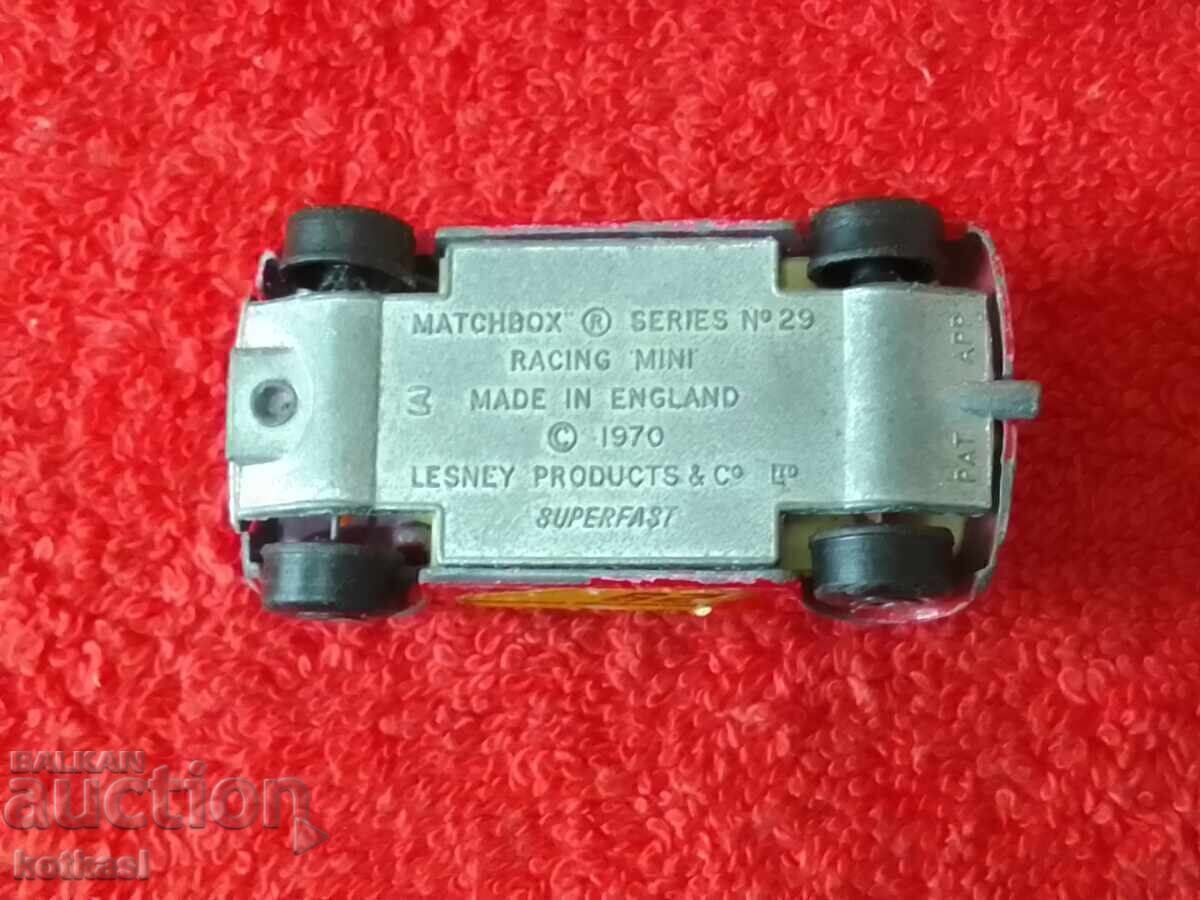 MATCHBOX" ® SERIES Nº 29
RACING 'MINI'
3 MADE IN ENGLAND
© 1970
LESNEY PRODUCTS & Cº Lº
SUPERFAST
PAT APP
BALKAN
auction
kotkasl